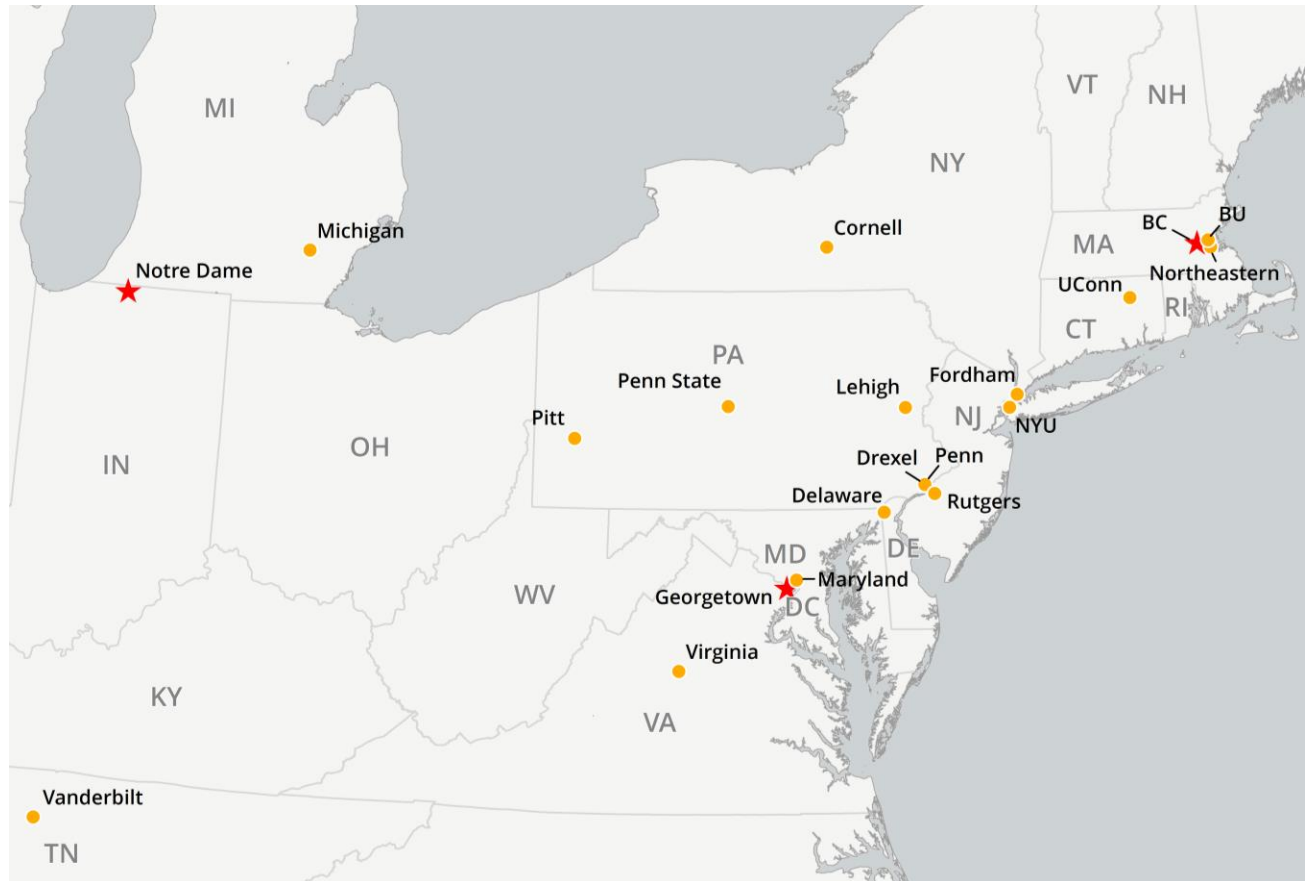 MI
VT
NH
NY
Michigan
Cornell
BC
BU
MA
Northeastern
Notre Dame
UConn
RI
CT
PA
Penn State
Lehigh
Fordham
NJ
NYU
Pitt
IN
OH
Drexel
Penn
Delaware
Rutgers
MD
DE
Maryland
WV
Georgetown
DC
Virginia
KY
VA
Vanderbilt
TN